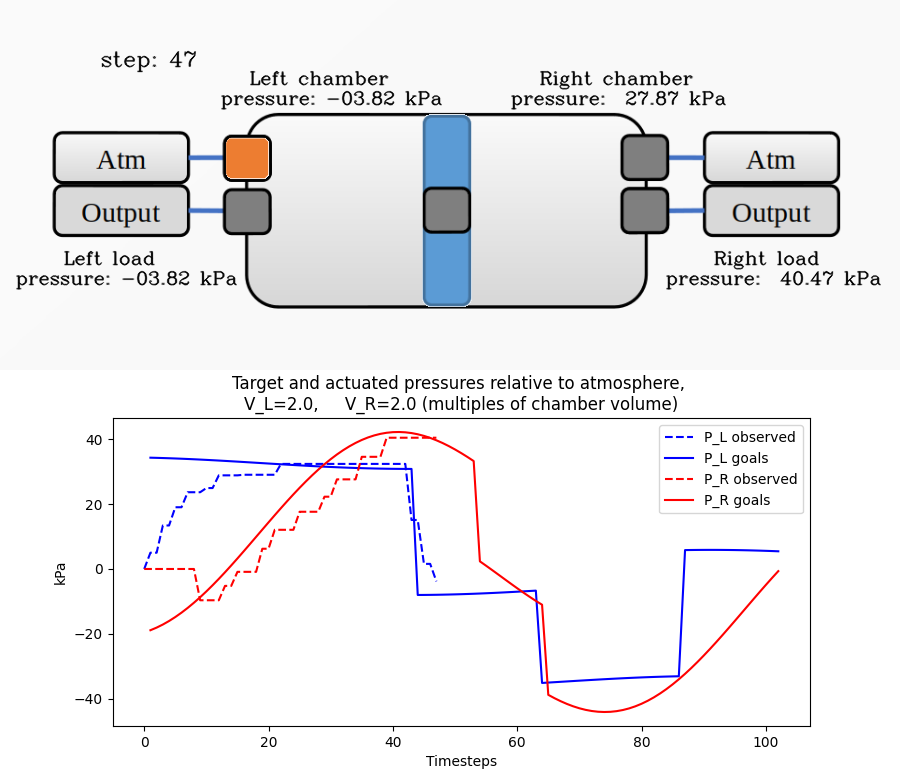 step: 47
Left chamber
pressure: -03.82 kPa
Right chamber
pressure: 27.87 kPa
Atm
Output
Atm
Output
Left load
pressure: -03.82 kPa
Right load
pressure: 40.47 kPa
Target and actuated pressures relative to atmosphere,
V_L=2.0, V_R=2.0 (multiples of chamber volume)
P_L observed
P_L goals
P_R observed
P_R goals
kPa
40
20
0
−20
−40
0 20 40 60 80 100
Timesteps